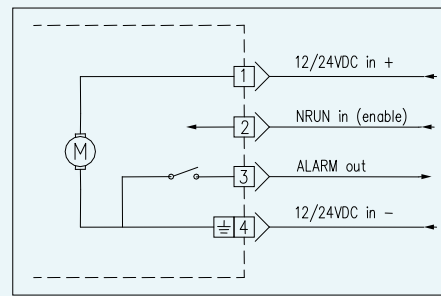 1 12/24VDC in +
2 NRUN in (enable)
M
3 ALARM out
4 12/24VDC in -